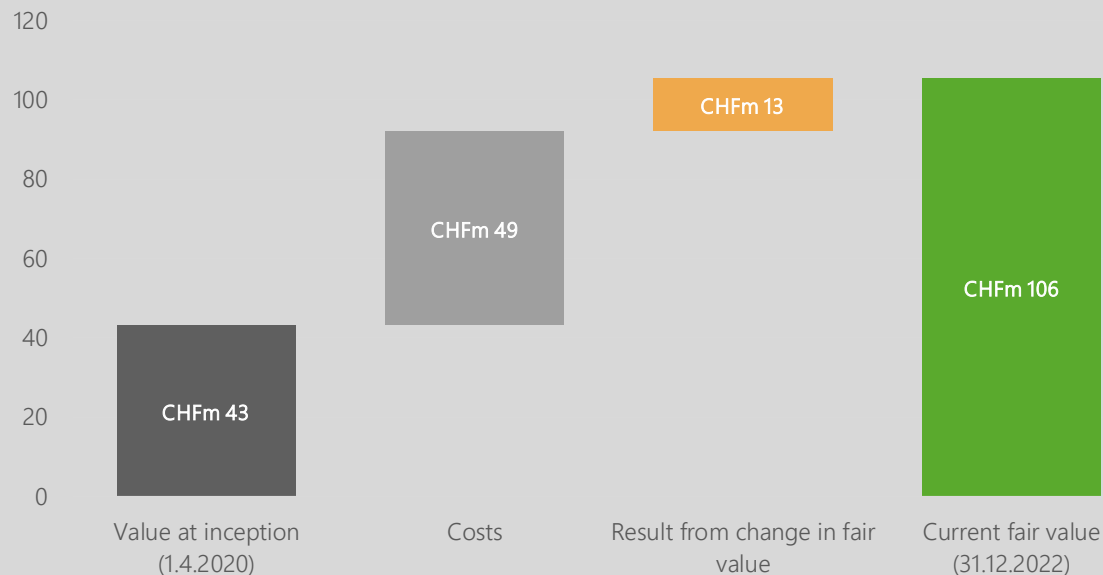 120
100
80
60
40
20
0
CHFm 43
CHFm 49
CHFm 13
CHFm 106
Value at inception
(1.4.2020)
Costs
Result from change in fair
value
Current fair value
(31.12.2022)